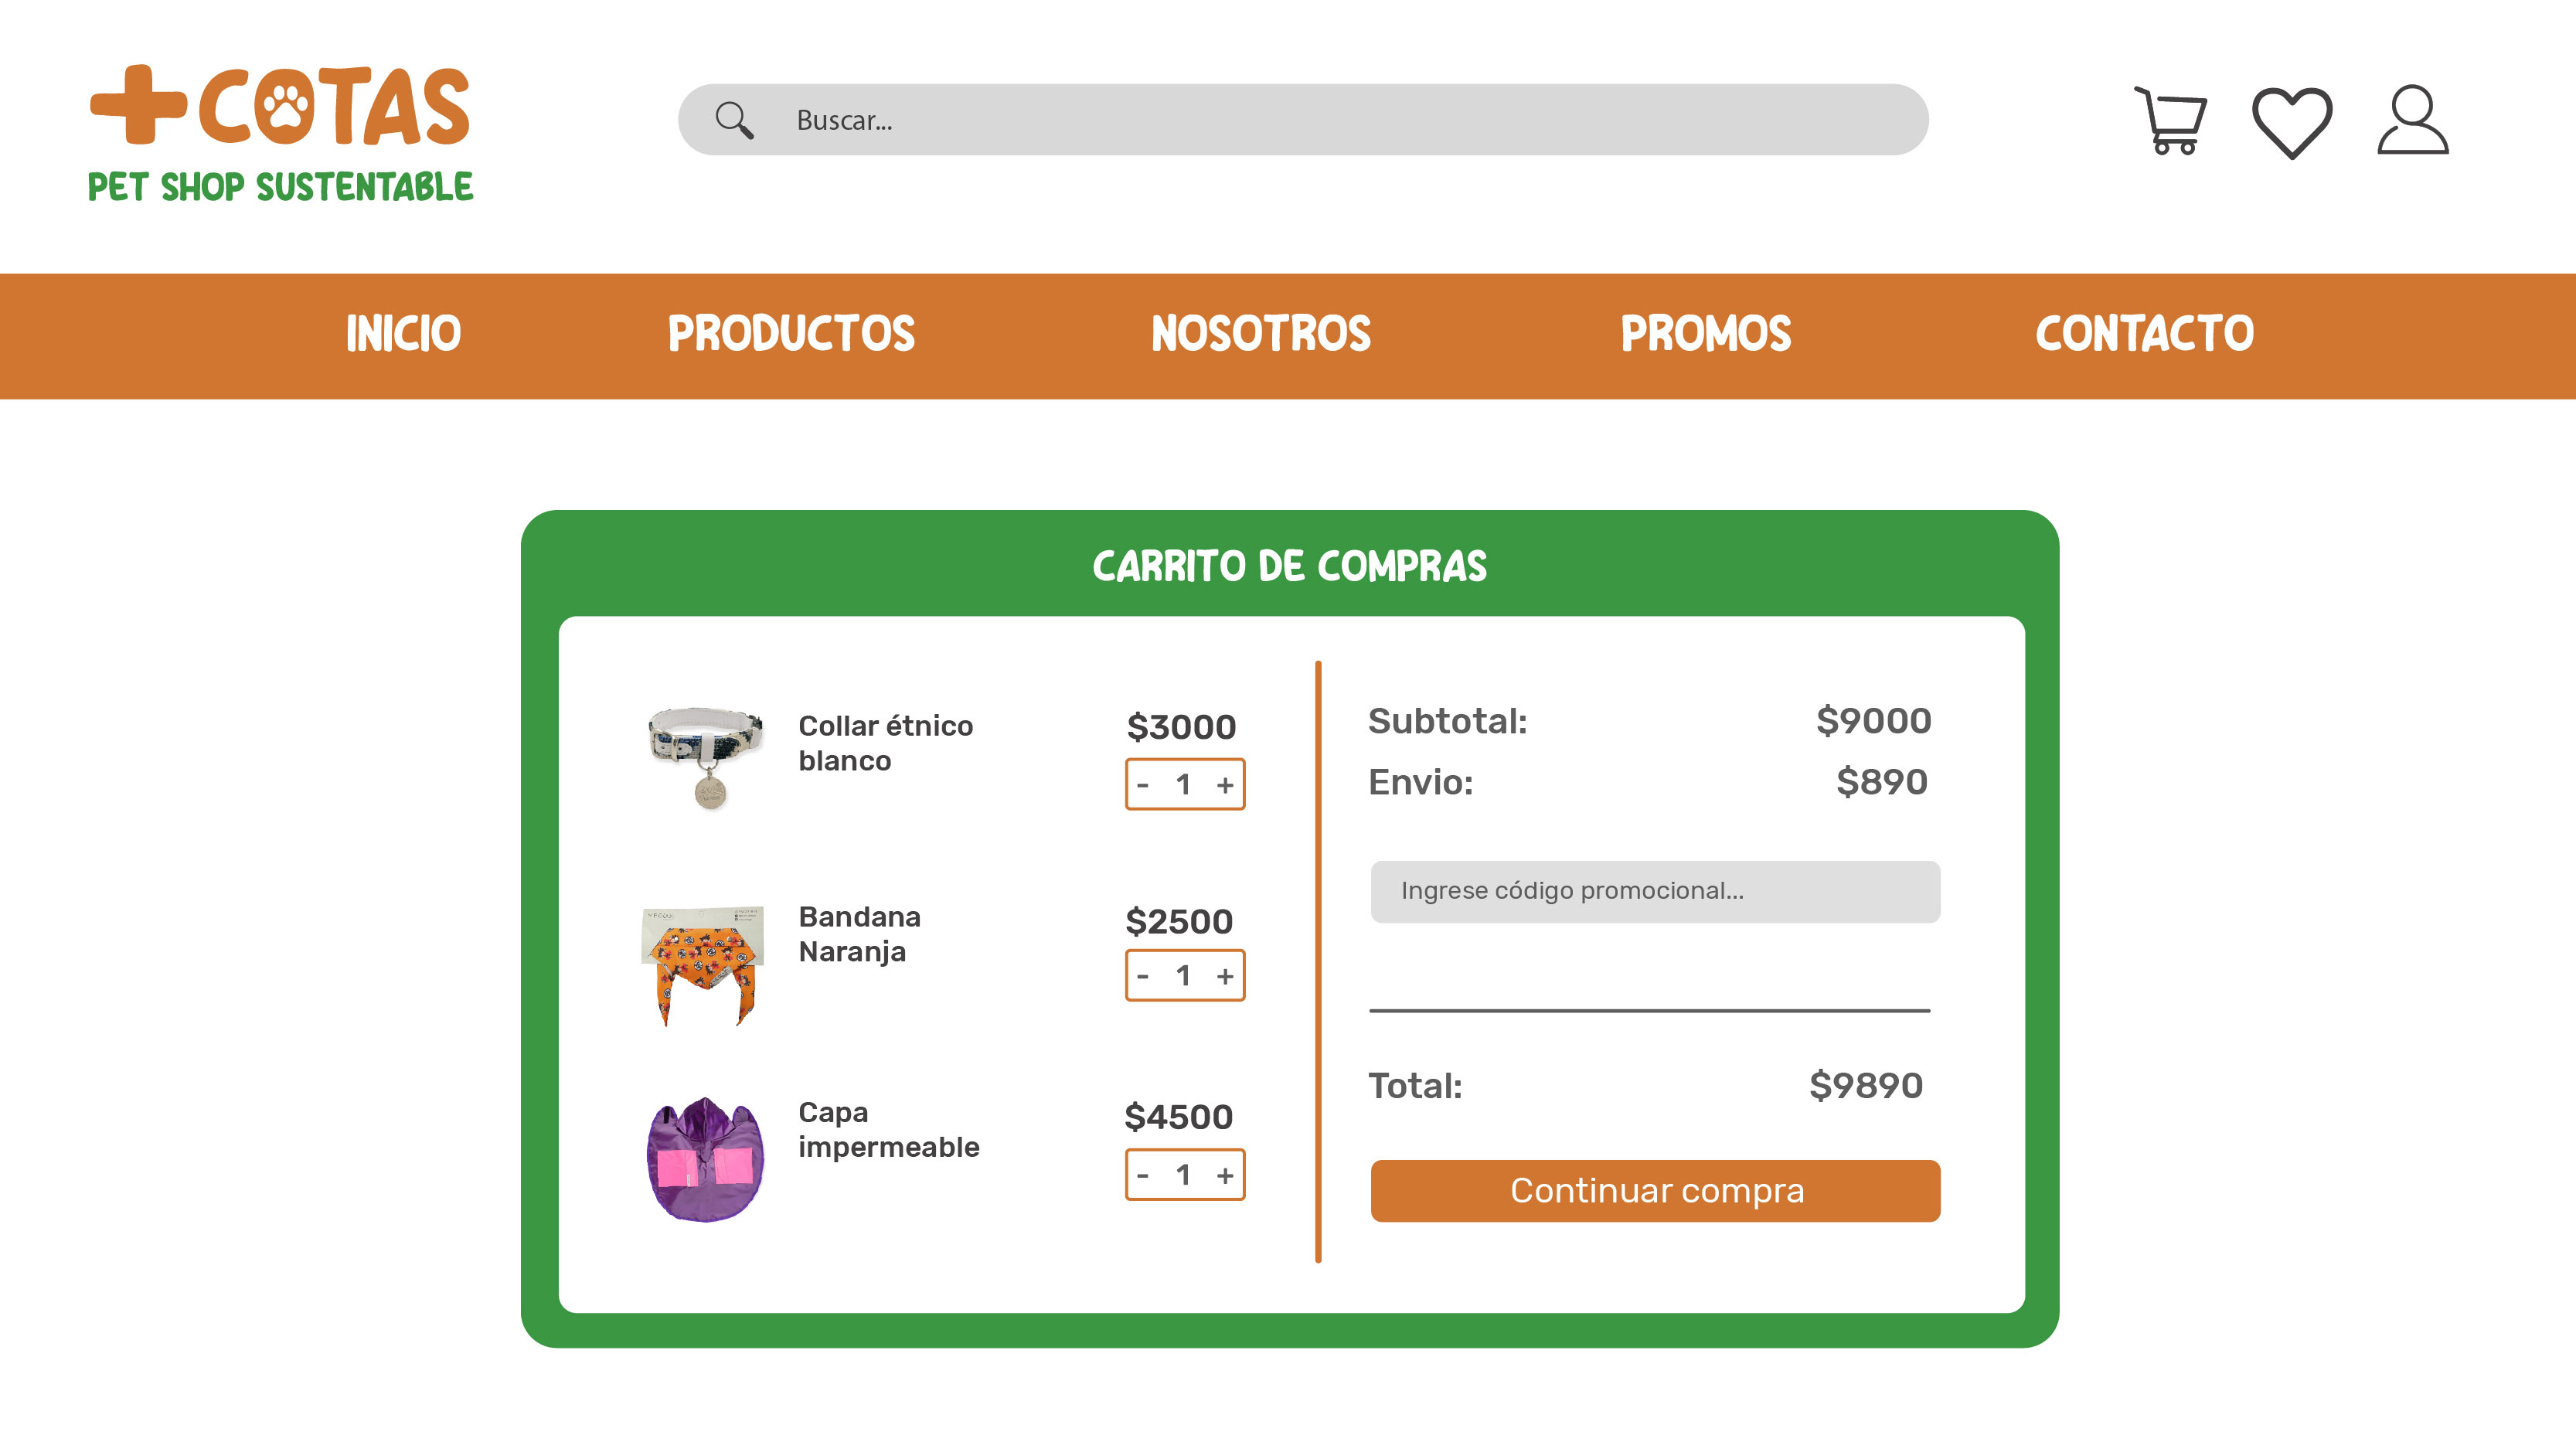 +COTAS
PET SHOP SUSTENTABLE
Buscar...
INICIO PRODUCTOS NOSOTROS PROMOS CONTACTO
CARRITO DE COMPRAS
Collar étnico
blanco
$3000
- 1 +
Bandana
Naranja
$2500
- 1 +
Capa
impermeable
$4500
- 1 +
Subtotal: $9000
Envio: $890
Ingrese código promocional...
Total: $9890
Continuar compra